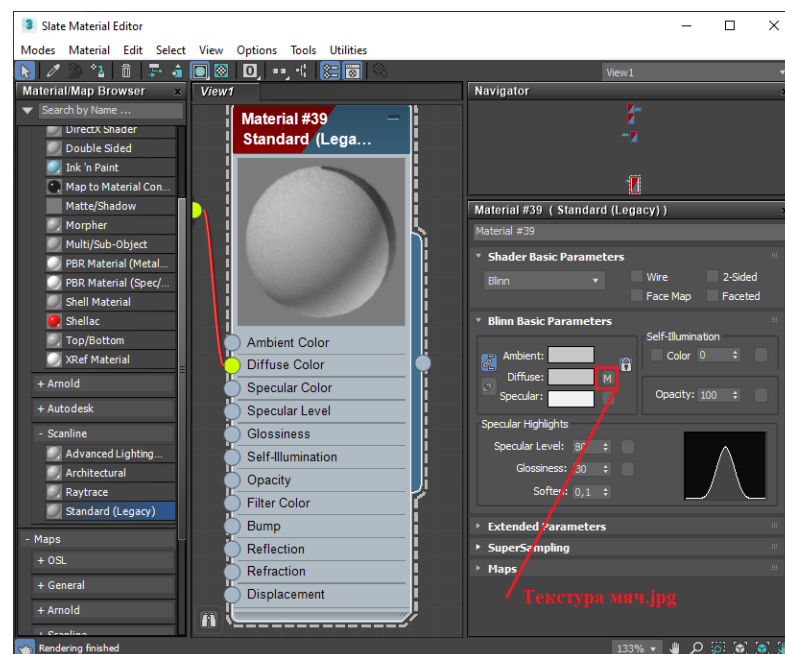 3 Slate Material Editor
Modes Material Edit Select View Options Tools Utilities
View1
Material/Map Browser x
Search by Name ...
DirectX Shader
Double Sided
Ink 'n Paint
Map to Material Con...
Matte/Shadow
Morpher
Multi/Sub-Object
PBR Material (Metal...
PBR Material (Spec/...
Shell Material
Shellac
Top/Bottom
XRef Material
+ Arnold
+ Autodesk
- Scanline
Advanced Lighting...
Architectural
Raytrace
Standard (Legacy)
- Maps
+ OSL
+ General
+ Arnold
+ Scanline
View1
Material #39
Standard (Lega...
Ambient Color
Diffuse Color
Specular Color
Specular Level
Glossiness
Self-Illumination
Opacity
Filter Color
Bump
Reflection
Refraction
Displacement
Navigator
Material #39 ( Standard (Legacy) )
Material #39
Shader Basic Parameters
Blinn
Wire 2-Sided
Face Map Faceted
Blinn Basic Parameters
Self-Illumination
Ambient:
Color 0
Diffuse: M
Specular:
Opacity: 100
Specular Highlights
Specular Level: 80
Glossiness: 30
Soften: 0,1
Extended Parameters
SuperSampling
Maps
Текстура мяч.jpg
Rendering finished
133%